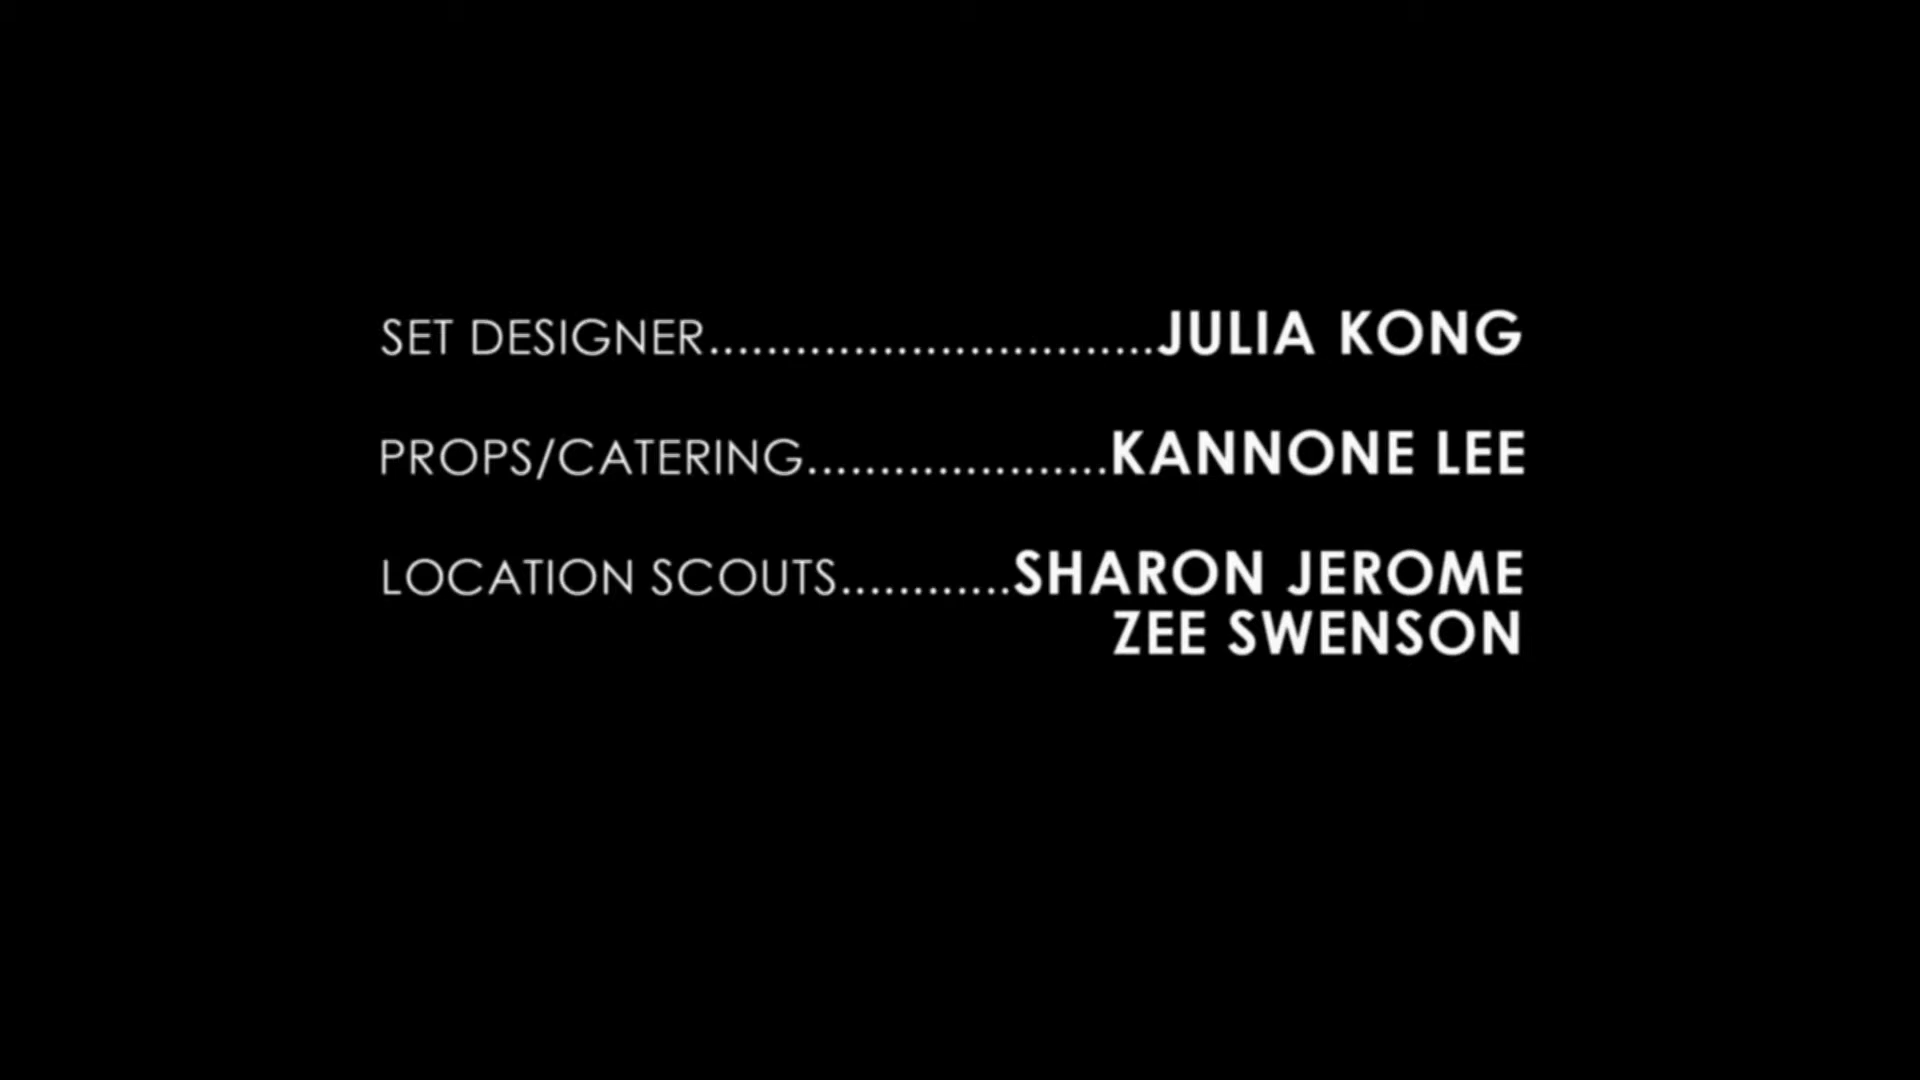 SET DESIGNER...............................JULIA KONG
PROPS/CATERING.....................KANNONE LEE
LOCATION SCOUTS............SHARON JEROME
ZEE SWENSON